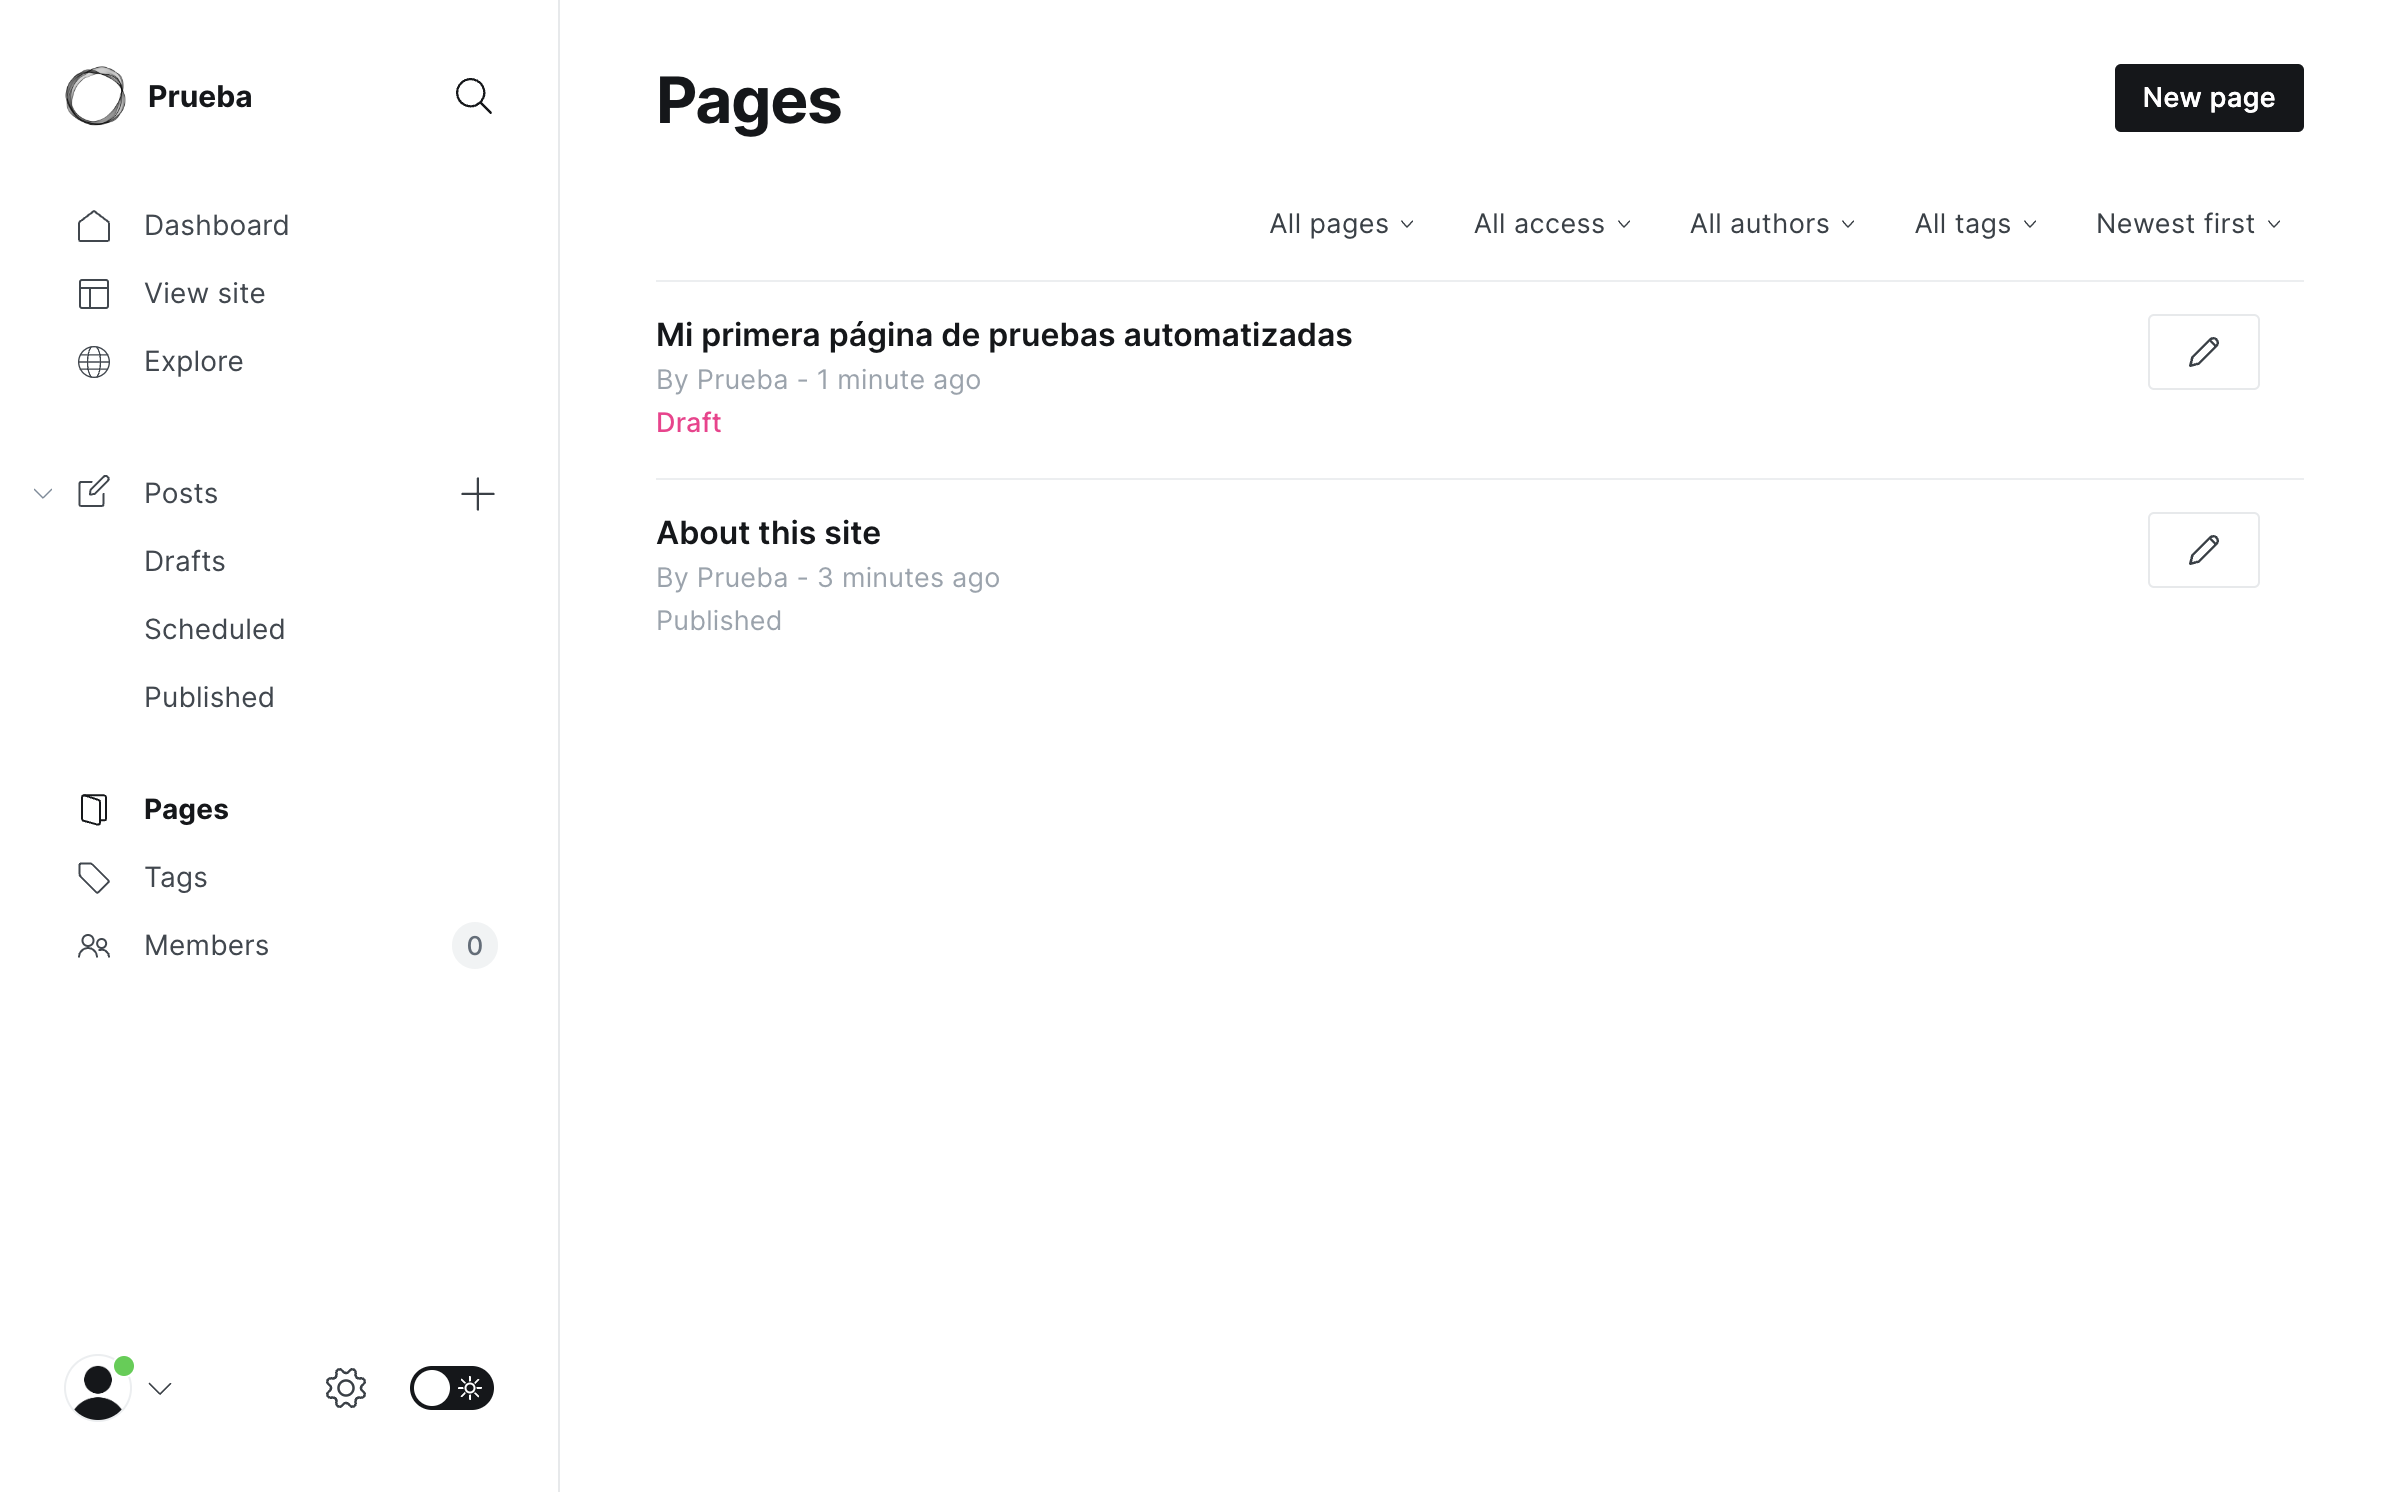 Prueba
Dashboard
View site
Explore
Posts
Drafts
Scheduled
Published
Pages
Tags
Members 0
Pages
New page
All pages All access All authors All tags Newest first
Mi primera página de pruebas automatizadas
By Prueba - 1 minute ago
Draft
About this site
By Prueba - 3 minutes ago
Published